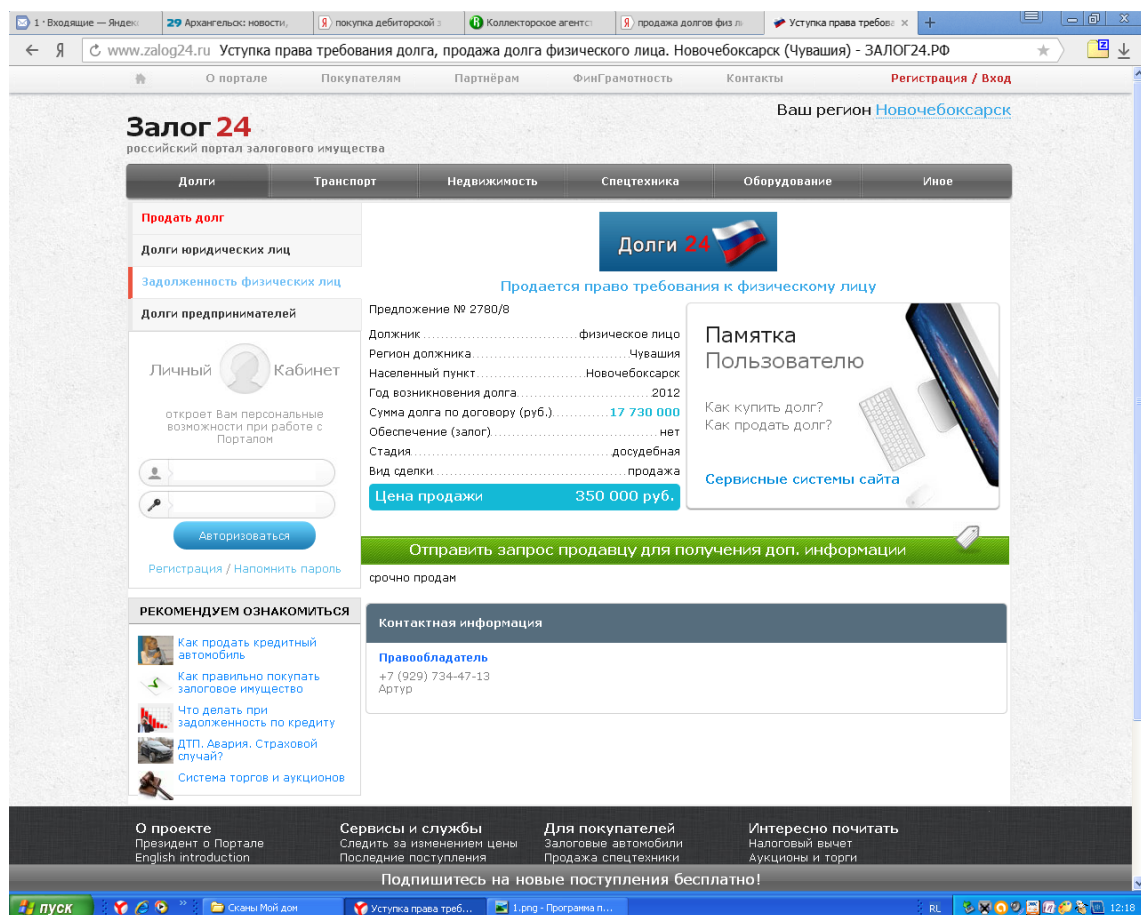 1 · Входящие — Яндекс
29 Архангельск: новости,
покупка дебиторской з
Коллекторское агентст
продажа долгов физ ли
Уступка права требова
www.zalog24.ru Уступка права требования долга, продажа долга физического лица. Новочебоксарск (Чувашия) - ЗАЛОГ24.РФ
О портале Покупателям Партнёрам ФинГрамотность Контакты Регистрация / Вход
Ваш регион Новочебоксарск
Залог 24
российский портал залогового имущества
Долги Транспорт Недвижимость Спецтехника Оборудование Иное
Продать долг
Долги юридических лиц
Задолженность физических лиц
Долги предпринимателей
Личный Кабинет
откроет Вам персональные
возможности при работе с
Порталом
Авторизоваться
Регистрация / Напомнить пароль
РЕКОМЕНДУЕМ ОЗНАКОМИТЬСЯ
Как продать кредитный
автомобиль
Как правильно покупать
залоговое имущество
Что делать при
задолженность по кредиту
ДТП. Авария. Страховой
случай?
Система торгов и аукционов
Долги 24
Продается право требования к физическому лицу
Предложение № 2780/8
Должник физическое лицо
Регион должника Чувашия
Населенный пункт Новочебоксарск
Год возникновения долга 2012
Сумма долга по договору (руб.) 17 730 000
Обеспечение (залог) нет
Стадия досудебная
Вид сделки продажа
Цена продажи 350 000 руб.
Памятка
Пользователю
Как купить долг?
Как продать долг?
Сервисные системы сайта
Отправить запрос продавцу для получения доп. информации
срочно продам
Контактная информация
Правообладатель
+7 (929) 734-47-13
Артур
О проекте Сервисы и службы Для покупателей Интересно почитать
Президент о Портале Следить за изменением цены Залоговые автомобили Налоговый вычет
English introduction Последние поступления Продажа спецтехники Аукционы и торги
Подпишитесь на новые поступления бесплатно!
пуск Сканы Мой дом Уступка права треб... 1.png - Программа п... RL 12:18